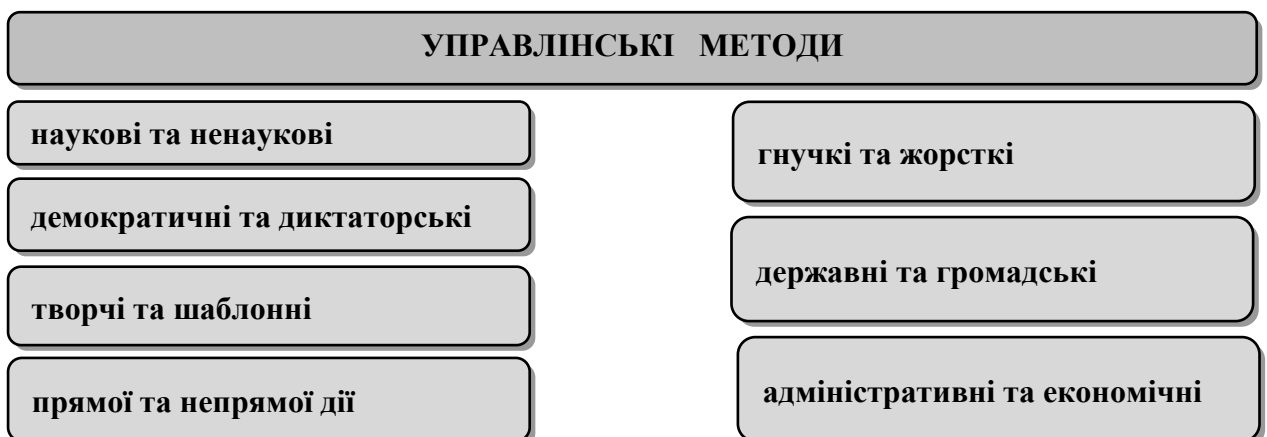 УПРАВЛІНСЬКІ МЕТОДИ
наукові та ненаукові
демократичні та диктаторські
творчі та шаблонні
прямої та непрямої дії
гнучкі та жорсткі
державні та громадські
адміністративні та економічні